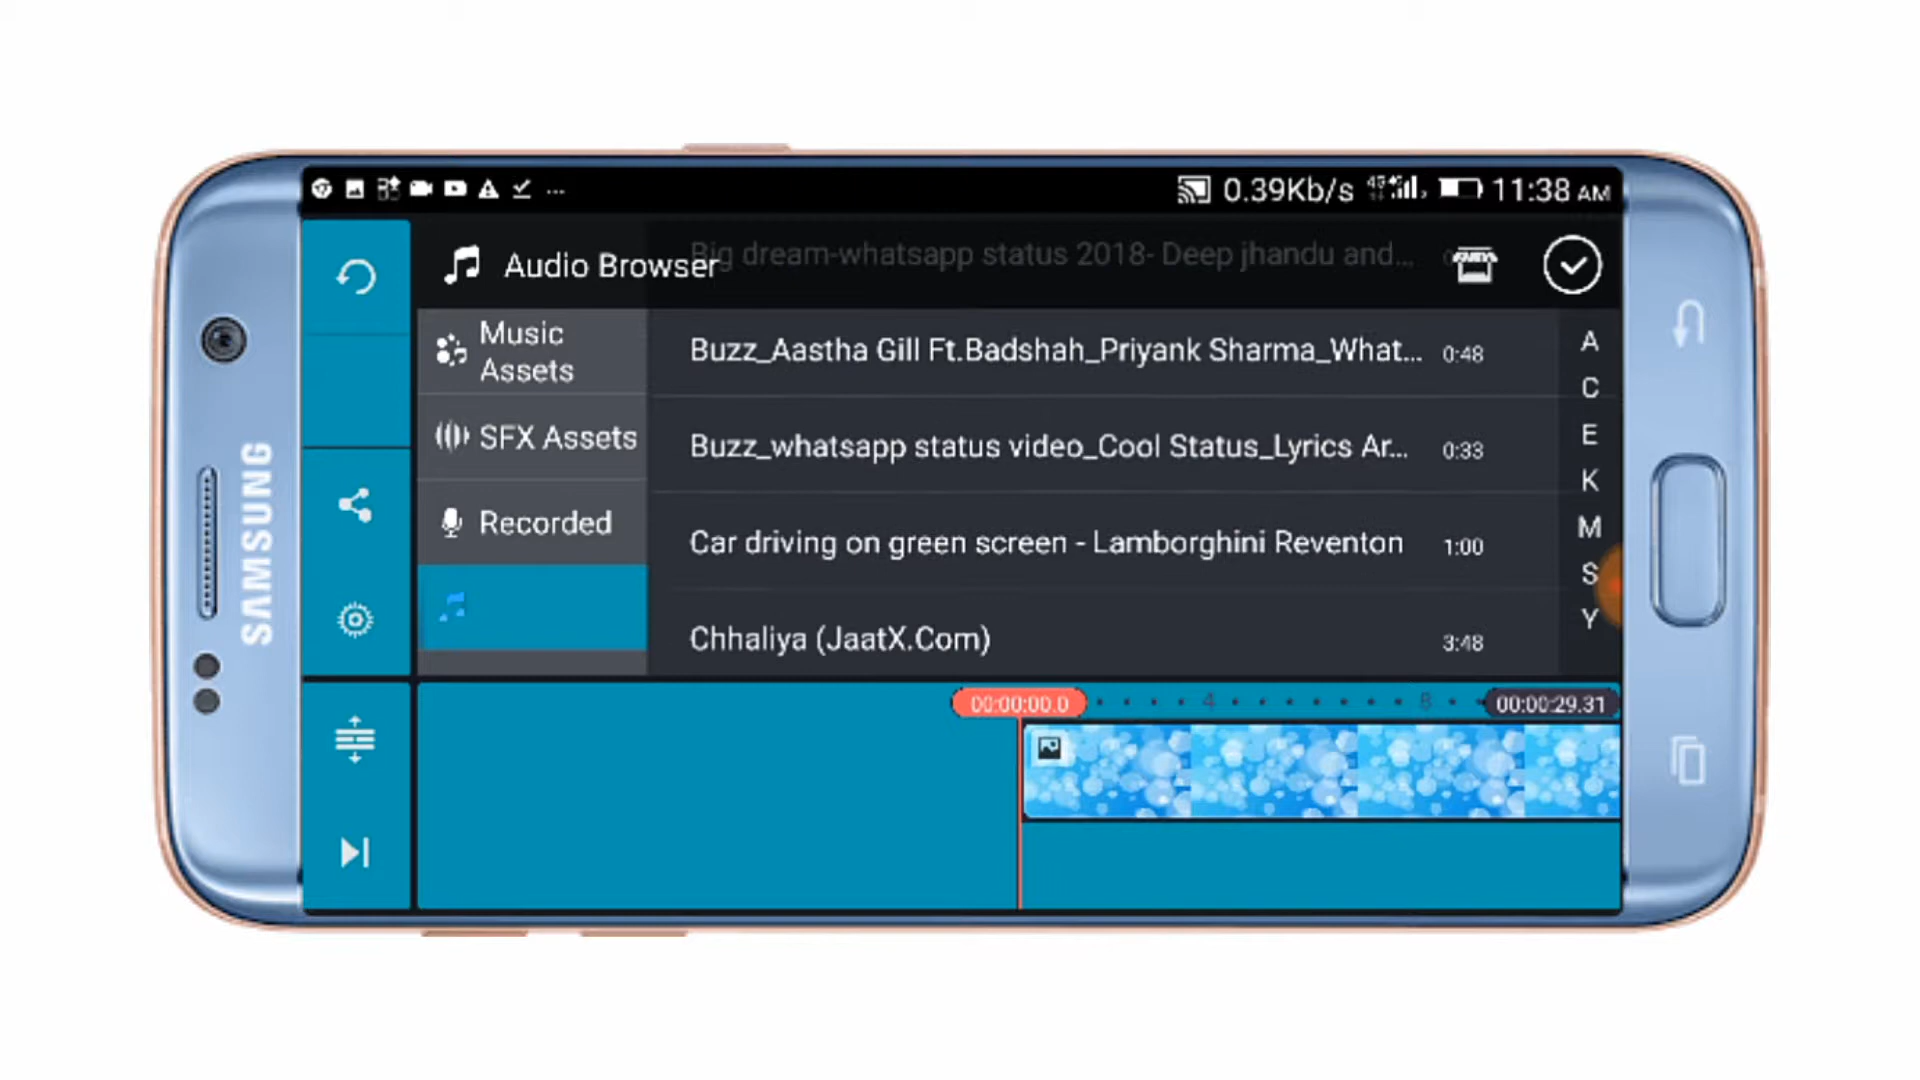 0.39Kb/s 11:38 AM
Audio Browser
Big dream-whatsapp status 2018- Deep jhandu and...
Music
Assets
SFX Assets
Recorded
Buzz_Aastha Gill Ft.Badshah_Priyank Sharma_What... 0:48
Buzz_whatsapp status video_Cool Status_Lyrics Ar... 0:33
Car driving on green screen - Lamborghini Reventon 1:00
Chhaliya (JaatX.Com) 3:48
A
C
E
K
M
S
Y
00:00:00.0 4 8 00:00:29.31
SAMSUNG